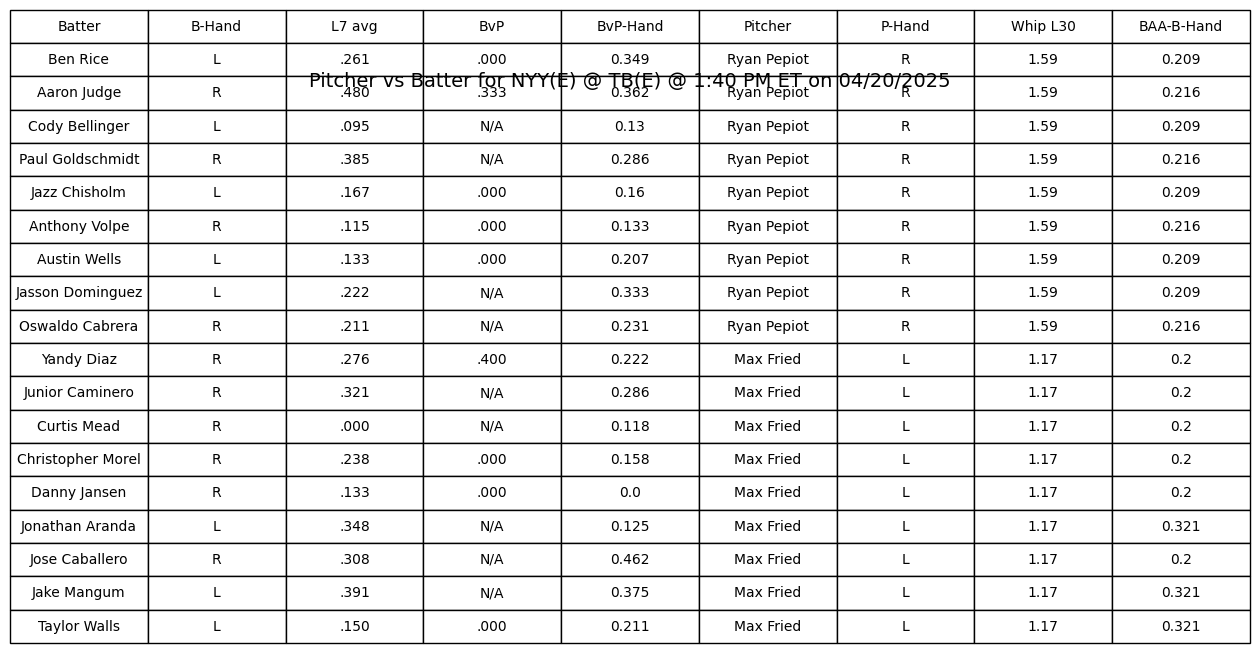 Batter B-Hand L7 avg BvP BvP-Hand Pitcher P-Hand Whip L30 BAA-B-Hand
Ben Rice L .261 .000 0.349 Ryan Pepiot R 1.59 0.209
Pitcher vs Batter for NYY(E) @ TB(E) @ 1:40 PM ET on 04/20/2025
Aaron Judge R .480 .333 0.362 Ryan Pepiot R 1.59 0.216
Cody Bellinger L .095 N/A 0.13 Ryan Pepiot R 1.59 0.209
Paul Goldschmidt R .385 N/A 0.286 Ryan Pepiot R 1.59 0.216
Jazz Chisholm L .167 .000 0.16 Ryan Pepiot R 1.59 0.209
Anthony Volpe R .115 .000 0.133 Ryan Pepiot R 1.59 0.216
Austin Wells L .133 .000 0.207 Ryan Pepiot R 1.59 0.209
Jasson Dominguez L .222 N/A 0.333 Ryan Pepiot R 1.59 0.209
Oswaldo Cabrera R .211 N/A 0.231 Ryan Pepiot R 1.59 0.216
Yandy Diaz R .276 .400 0.222 Max Fried L 1.17 0.2
Junior Caminero R .321 N/A 0.286 Max Fried L 1.17 0.2
Curtis Mead R .000 N/A 0.118 Max Fried L 1.17 0.2
Christopher Morel R .238 .000 0.158 Max Fried L 1.17 0.2
Danny Jansen R .133 .000 0.0 Max Fried L 1.17 0.2
Jonathan Aranda L .348 N/A 0.125 Max Fried L 1.17 0.321
Jose Caballero R .308 N/A 0.462 Max Fried L 1.17 0.2
Jake Mangum L .391 N/A 0.375 Max Fried L 1.17 0.321
Taylor Walls L .150 .000 0.211 Max Fried L 1.17 0.321